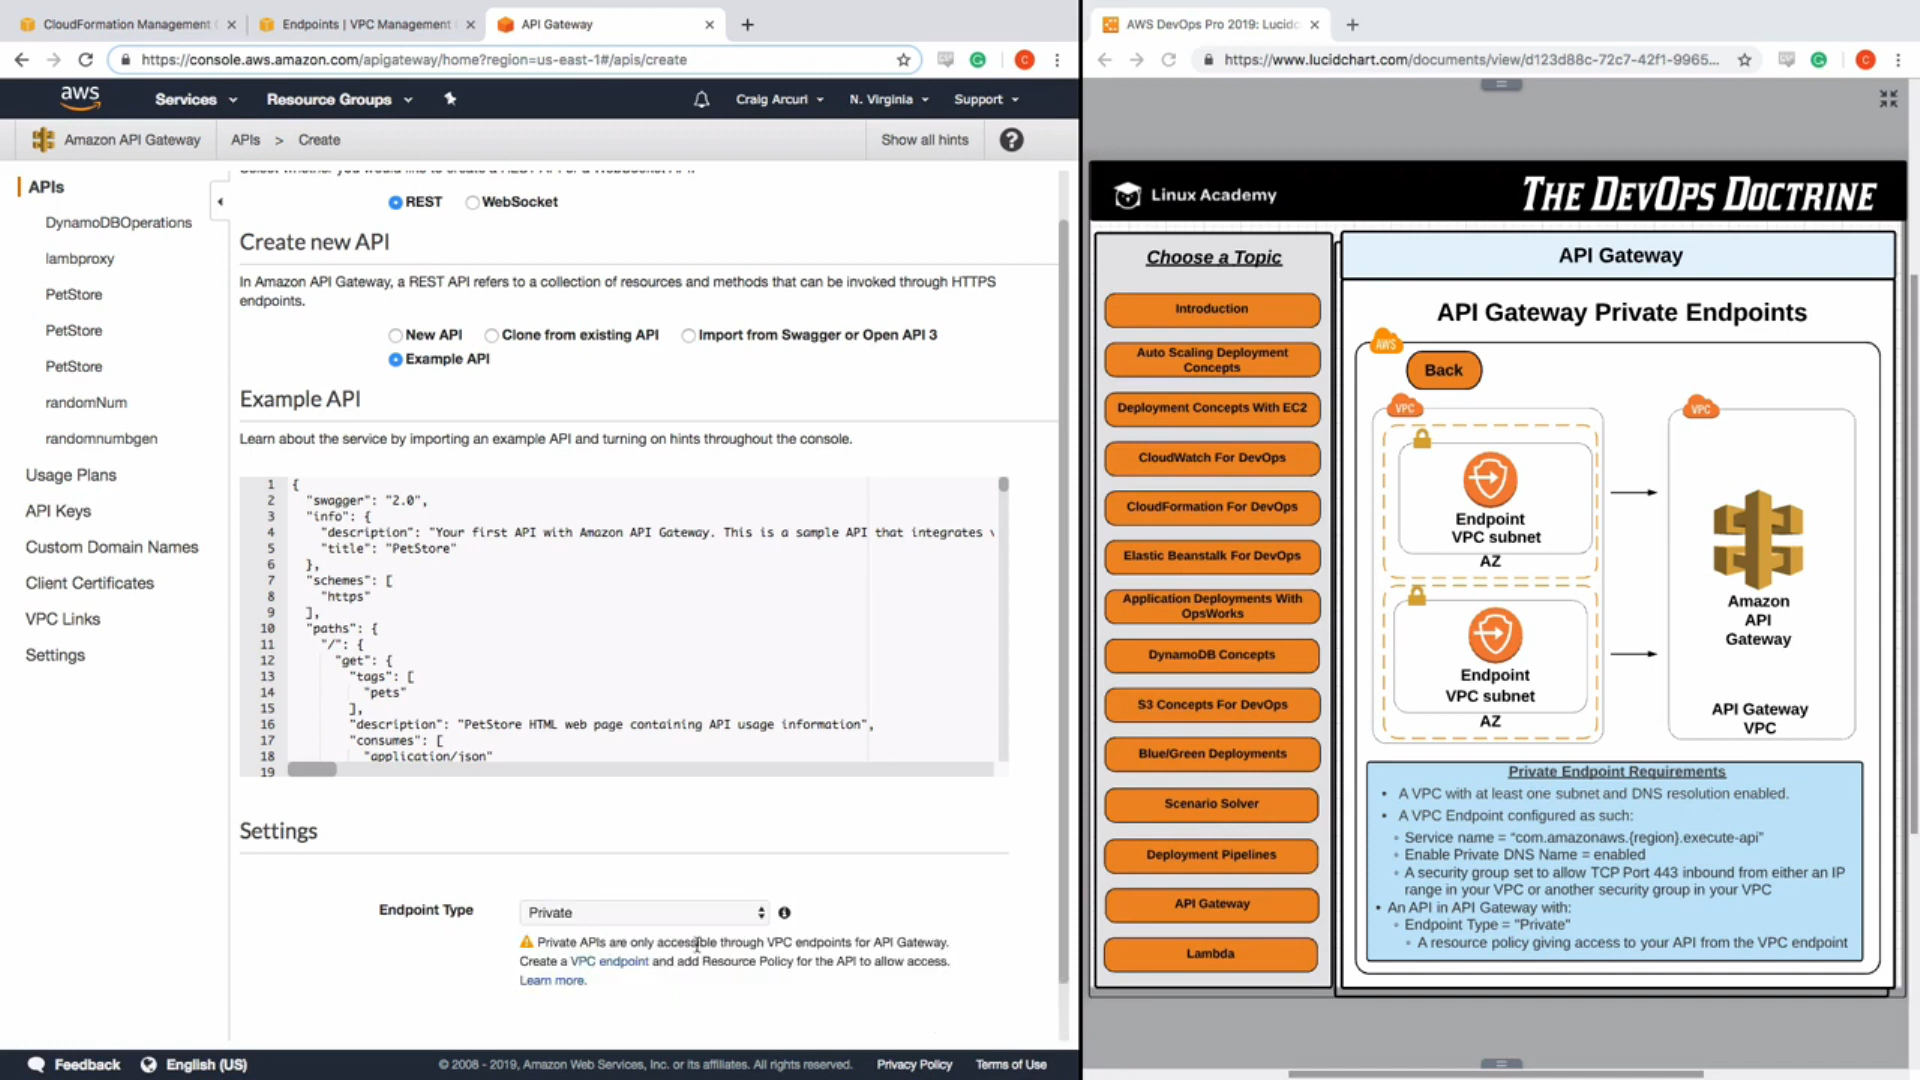 CloudFormation Management
Endpoints | VPC Management
API Gateway
AWS DevOps Pro 2019: Lucidc
https://console.aws.amazon.com/apigateway/home?region=us-east-1#/apis/create
C
https://www.lucidchart.com/documents/view/d123d88c-72c7-42f1-9965...
C
aws
Services
Resource Groups
Craig Arcuri
N. Virginia
Support
Amazon API Gateway
APIs > Create
Show all hints
?
APIs
DynamoDBOperations
lambproxy
PetStore
PetStore
PetStore
randomNum
randomnumbgen
Usage Plans
API Keys
Custom Domain Names
Client Certificates
VPC Links
Settings
REST
WebSocket
Create new API
In Amazon API Gateway, a REST API refers to a collection of resources and methods that can be invoked through HTTPS
endpoints.
New API
Clone from existing API
Import from Swagger or Open API 3
Example API
Example API
Learn about the service by importing an example API and turning on hints throughout the console.
1 {
2 "swagger": "2.0",
3 "info": {
4 "description": "Your first API with Amazon API Gateway. This is a sample API that integrates
5 "title": "PetStore"
6 },
7 "schemes": [
8 "https"
9 ],
10 "paths": {
11 "/": {
12 "get": {
13 "tags": [
14 "pets"
15 ],
16 "description": "PetStore HTML web page containing API usage information",
17 "consumes": [
18 "application/json"
19
Settings
Endpoint Type
Private
Private APIs are only accessible through VPC endpoints for API Gateway.
Create a VPC endpoint and add Resource Policy for the API to allow access.
Learn more.
Feedback
English (US)
© 2008 - 2019, Amazon Web Services, Inc. or its affiliates. All rights reserved.
Privacy Policy
Terms of Use
Linux Academy
THE DEVOPS DOCTRINE
Choose a Topic
Introduction
Auto Scaling Deployment
Concepts
Deployment Concepts With EC2
CloudWatch For DevOps
CloudFormation For DevOps
Elastic Beanstalk For DevOps
Application Deployments With
OpsWorks
DynamoDB Concepts
S3 Concepts For DevOps
Blue/Green Deployments
Scenario Solver
Deployment Pipelines
API Gateway
Lambda
API Gateway
API Gateway Private Endpoints
AWS
Back
VPC
VPC
Endpoint
VPC subnet
AZ
Endpoint
VPC subnet
AZ
Amazon
API
Gateway
API Gateway
VPC
Private Endpoint Requirements
• A VPC with at least one subnet and DNS resolution enabled.
• A VPC Endpoint configured as such:
◦ Service name = "com.amazonaws.{region}.execute-api"
◦ Enable Private DNS Name = enabled
◦ A security group set to allow TCP Port 443 inbound from either an IP
range in your VPC or another security group in your VPC
• An API in API Gateway with:
◦ Endpoint Type = "Private"
◦ A resource policy giving access to your API from the VPC endpoint